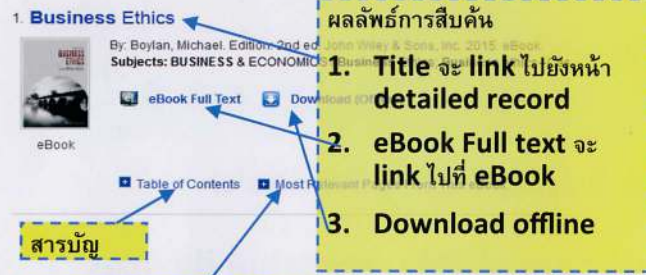 1. Business Ethics
By: Boylan, Michael. Edition: 2nd ed. John Wiley & Sons, Inc. 2015. eBook
Subjects: BUSINESS & ECONOMICS
eBook Full Text
Download
eBook
Table of Contents
Most Relevant
สารบัญ
ผลลัพธ์การสืบค้น
1. Title จะ link ไปยังหน้า
detailed record
2. eBook Full text จะ
link ไปที่ eBook
3. Download offline